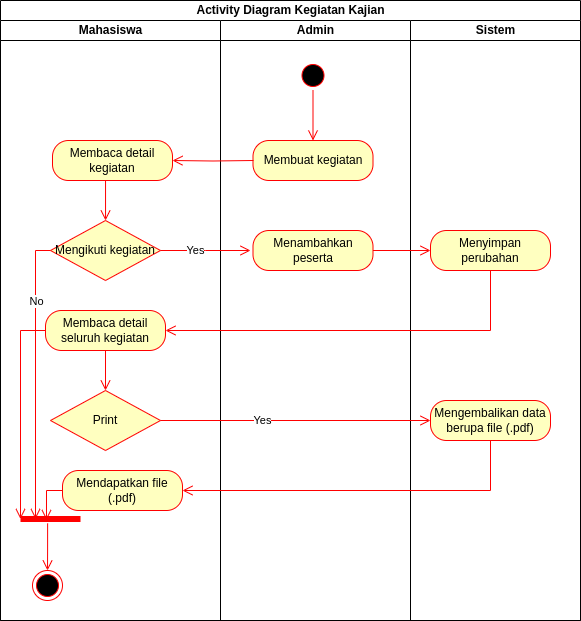 Activity Diagram Kegiatan Kajian
Mahasiswa
Admin
Sistem
Membaca detail
kegiatan
Membuat kegiatan
Mengikuti kegiatan
Yes
Menambahkan
peserta
Menyimpan
perubahan
No
Membaca detail
seluruh kegiatan
Print
Yes
Mengembalikan data
berupa file (.pdf)
Mendapatkan file
(.pdf)